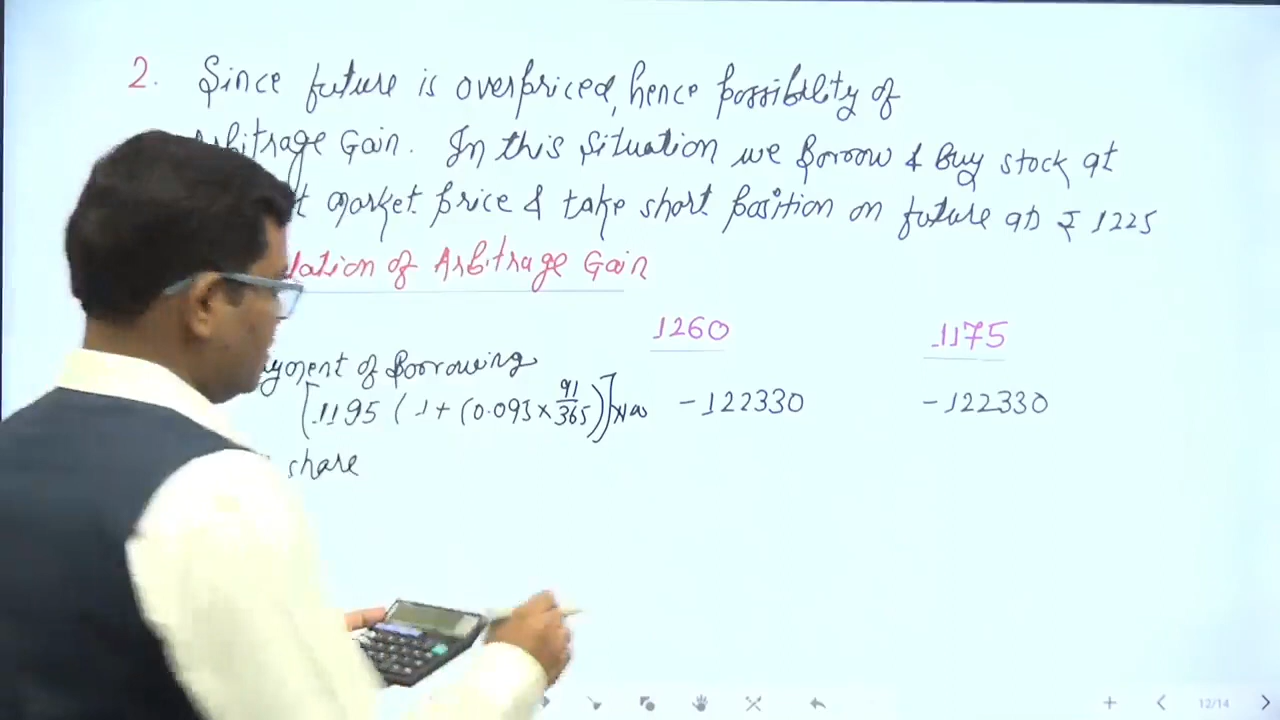 2. Since future is overpriced, hence possibility of
Arbitrage Gain. In this situation we borrow & buy stock at
market price & take short position on future at ₹ 1225
of Arbitrage Gain
1260 1175
of Borrowing
[1195 (1 + (0.093 × 91/365))] × 100 -122330 -122330
share
12/14